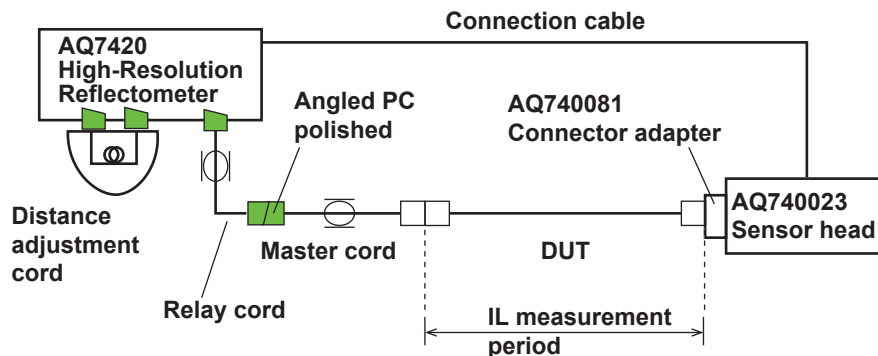 Connection cable
AQ7420
High-Resolution
Reflectometer
Angled PC
polished
AQ740081
Connector adapter
AQ740023
Sensor head
Distance
adjustment
cord
Master cord
DUT
Relay cord
IL measurement
period